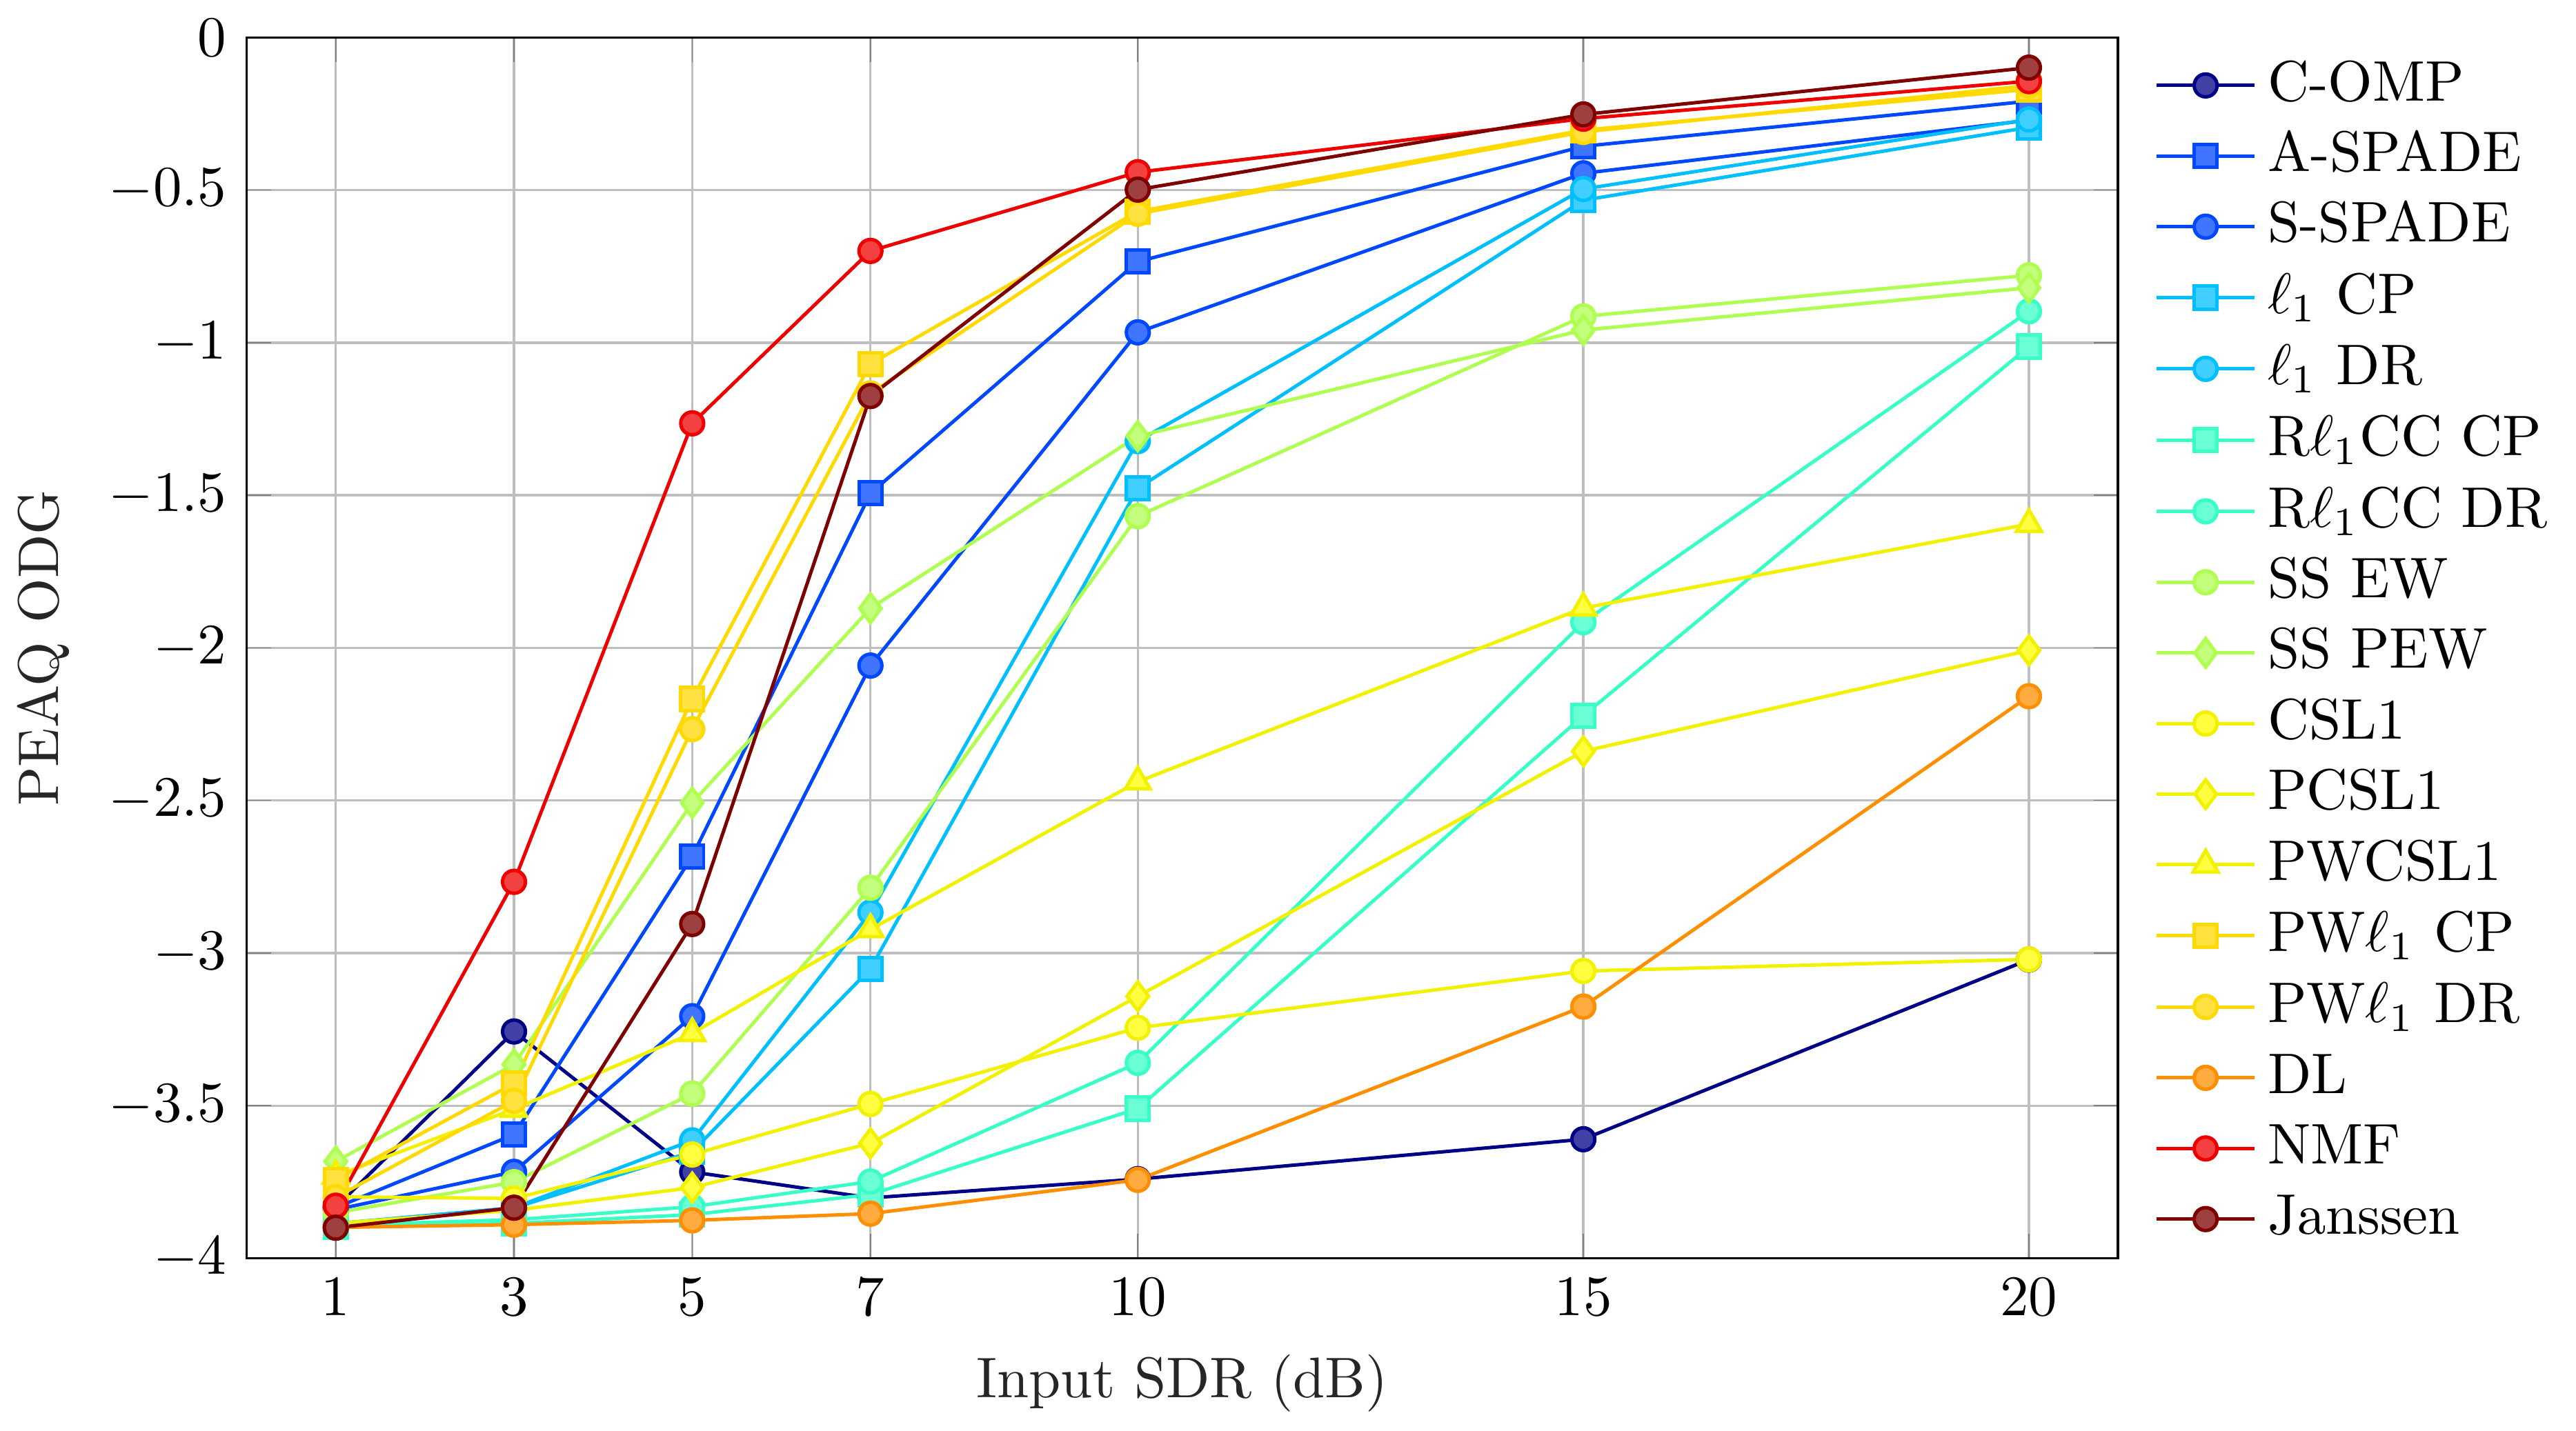 0
−0.5
−1
−1.5
−2
−2.5
−3
−3.5
−4
PEAQ ODG
1 3 5 7 10 15 20
Input SDR (dB)
C-OMP
A-SPADE
S-SPADE
ℓ₁ CP
ℓ₁ DR
Rℓ₁CC CP
Rℓ₁CC DR
SS EW
SS PEW
CSL1
PCSL1
PWCSL1
PWℓ₁ CP
PWℓ₁ DR
DL
NMF
Janssen